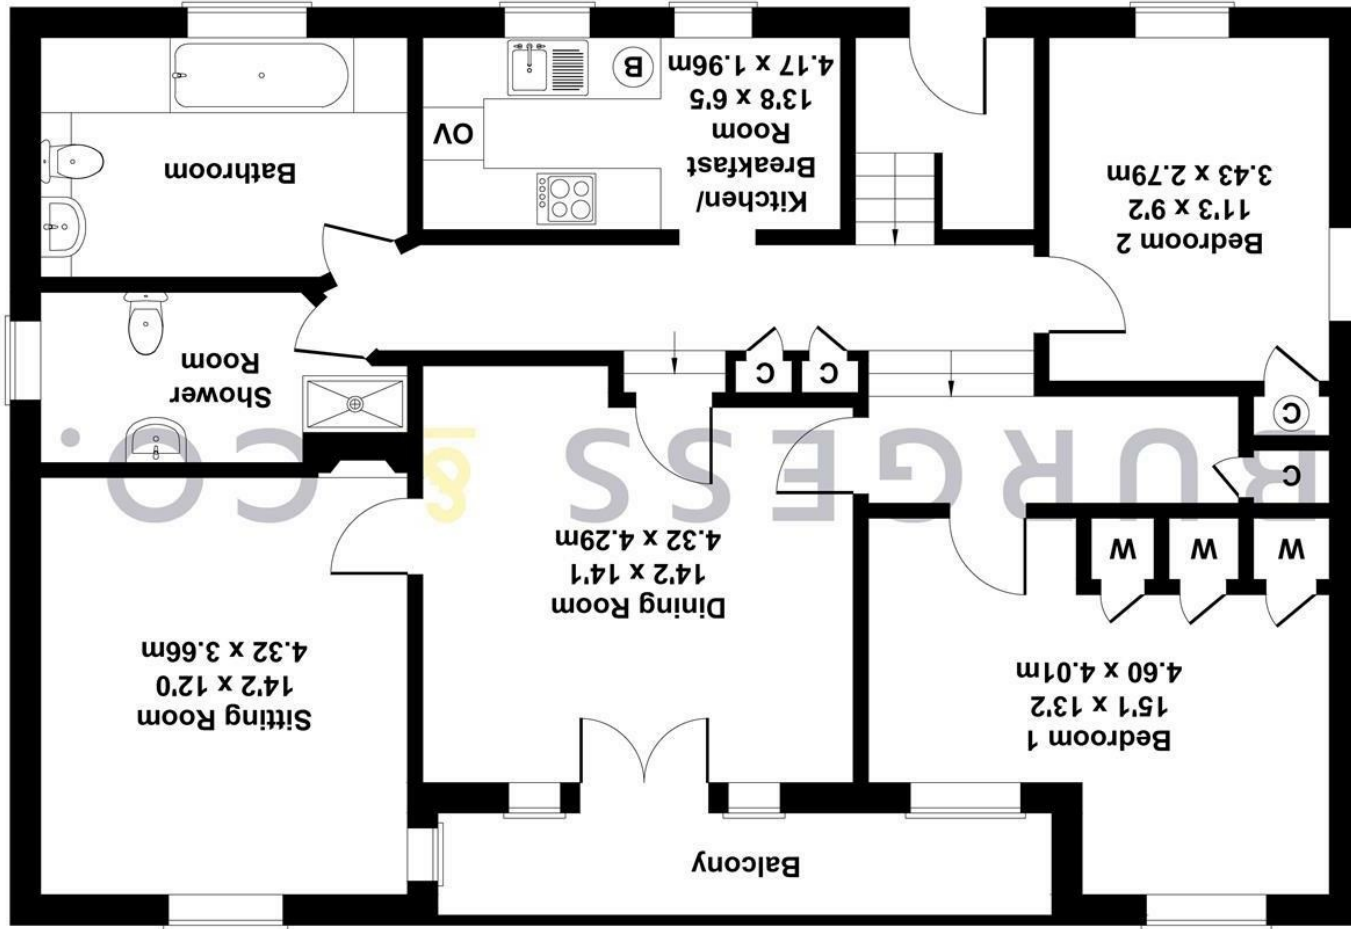 Balcony
Bedroom 1
15'1 x 13'2
4.60 x 4.01m
Sitting Room
14'2 x 12'0
4.32 x 3.66m
Dining Room
14'2 x 14'1
4.32 x 4.29m
W
W
W
BURGESS & CO.
C
C
C
C
Shower
Room
Bedroom 2
11'3 x 9'2
3.43 x 2.79m
Kitchen/
Breakfast
Room
13'8 x 6'5
4.17 x 1.96m
Bathroom
OV
B